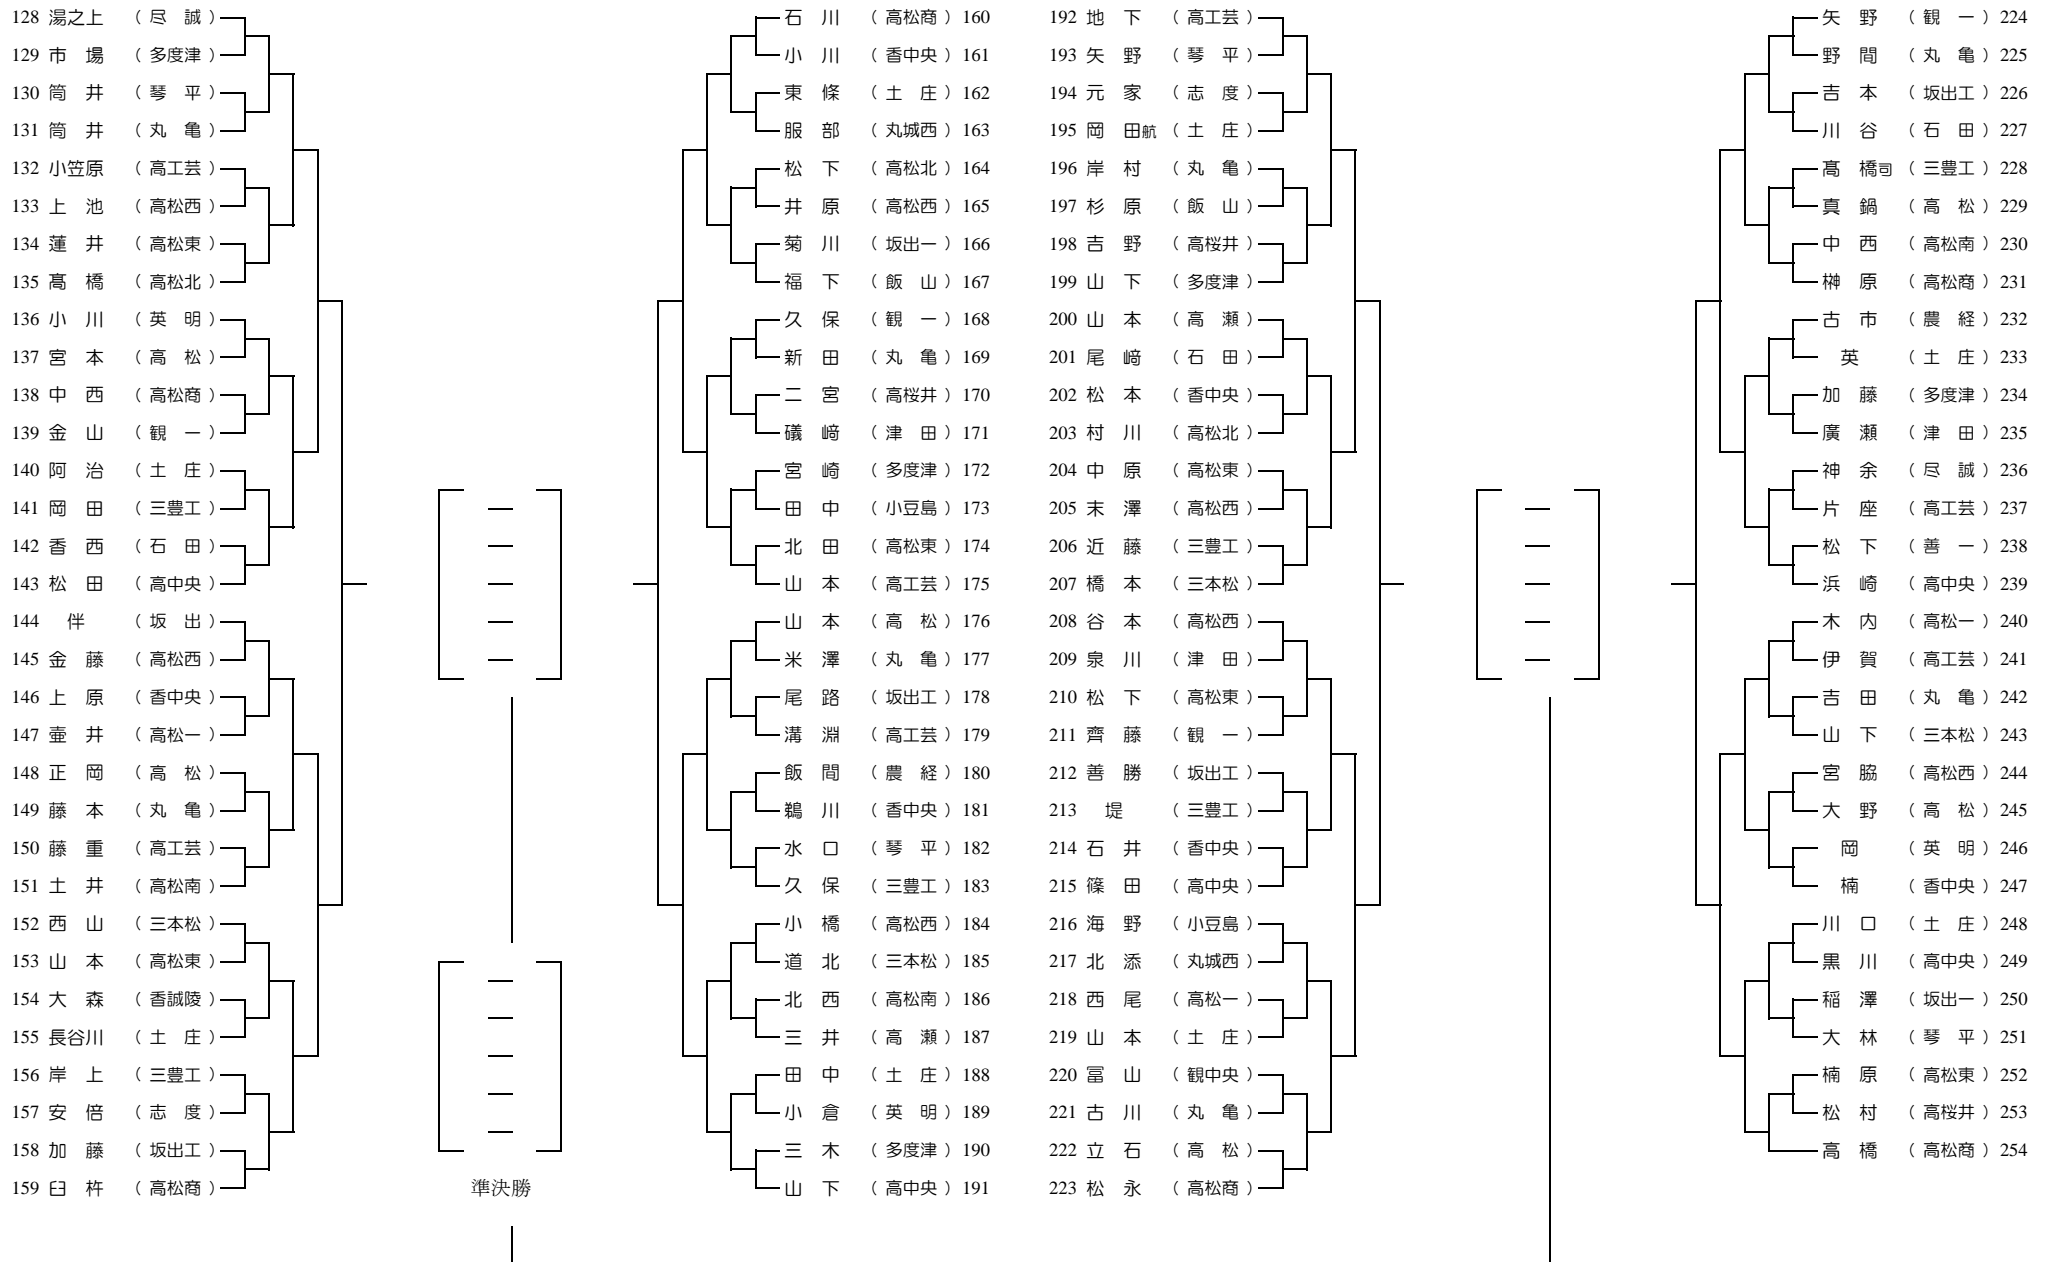 128 湯之上 （ 尽　誠 ）
129 市　場 （ 多度津 ）
130 筒　井 （ 琴　平 ）
131 筒　井 （ 丸　亀 ）
132 小笠原 （ 高工芸 ）
133 上　池 （ 高松西 ）
134 蓮　井 （ 高松東 ）
135 髙　橋 （ 高松北 ）
136 小　川 （ 英　明 ）
137 宮　本 （ 高　松 ）
138 中　西 （ 高松商 ）
139 金　山 （ 観　一 ）
140 阿　治 （ 土　庄 ）
141 岡　田 （ 三豊工 ）
142 香　西 （ 石　田 ）
143 松　田 （ 高中央 ）
144 伴 （ 坂　出 ）
145 金　藤 （ 高松西 ）
146 上　原 （ 香中央 ）
147 壷　井 （ 高松一 ）
148 正　岡 （ 高　松 ）
149 藤　本 （ 丸　亀 ）
150 藤　重 （ 高工芸 ）
151 土　井 （ 高松南 ）
152 西　山 （ 三本松 ）
153 山　本 （ 高松東 ）
154 大　森 （ 香誠陵 ）
155 長谷川 （ 土　庄 ）
156 岸　上 （ 三豊工 ）
157 安　倍 （ 志　度 ）
158 加　藤 （ 坂出工 ）
159 臼　杵 （ 高松商 ）
準決勝
石　川 （ 高松商 ） 160
小　川 （ 香中央 ） 161
東　條 （ 土　庄 ） 162
服　部 （ 丸城西 ） 163
松　下 （ 高松北 ） 164
井　原 （ 高松西 ） 165
菊　川 （ 坂出一 ） 166
福　下 （ 飯　山 ） 167
久　保 （ 観　一 ） 168
新　田 （ 丸　亀 ） 169
二　宮 （ 高桜井 ） 170
礒　﨑 （ 津　田 ） 171
宮　崎 （ 多度津 ） 172
田　中 （ 小豆島 ） 173
北　田 （ 高松東 ） 174
山　本 （ 高工芸 ） 175
山　本 （ 高　松 ） 176
米　澤 （ 丸　亀 ） 177
尾　路 （ 坂出工 ） 178
溝　淵 （ 高工芸 ） 179
飯　間 （ 農　経 ） 180
鵜　川 （ 香中央 ） 181
水　口 （ 琴　平 ） 182
久　保 （ 三豊工 ） 183
小　橋 （ 高松西 ） 184
道　北 （ 三本松 ） 185
北　西 （ 高松南 ） 186
三　井 （ 高　瀬 ） 187
田　中 （ 土　庄 ） 188
小　倉 （ 英　明 ） 189
三　木 （ 多度津 ） 190
山　下 （ 高中央 ） 191
192 地　下 （ 高工芸 ）
193 矢　野 （ 琴　平 ）
194 元　家 （ 志　度 ）
195 岡　田航 （ 土　庄 ）
196 岸　村 （ 丸　亀 ）
197 杉　原 （ 飯　山 ）
198 吉　野 （ 高桜井 ）
199 山　下 （ 多度津 ）
200 山　本 （ 高　瀬 ）
201 尾　﨑 （ 石　田 ）
202 松　本 （ 香中央 ）
203 村　川 （ 高松北 ）
204 中　原 （ 高松東 ）
205 末　澤 （ 高松西 ）
206 近　藤 （ 三豊工 ）
207 橋　本 （ 三本松 ）
208 谷　本 （ 高松西 ）
209 泉　川 （ 津　田 ）
210 松　下 （ 高松東 ）
211 齊　藤 （ 観　一 ）
212 善　勝 （ 坂出工 ）
213 堤 （ 三豊工 ）
214 石　井 （ 香中央 ）
215 篠　田 （ 高中央 ）
216 海　野 （ 小豆島 ）
217 北　添 （ 丸城西 ）
218 西　尾 （ 高松一 ）
219 山　本 （ 土　庄 ）
220 冨　山 （ 観中央 ）
221 古　川 （ 丸　亀 ）
222 立　石 （ 高　松 ）
223 松　永 （ 高松商 ）
矢　野 （ 観　一 ） 224
野　間 （ 丸　亀 ） 225
吉　本 （ 坂出工 ） 226
川　谷 （ 石　田 ） 227
髙　橋司 （ 三豊工 ） 228
真　鍋 （ 高　松 ） 229
中　西 （ 高松南 ） 230
榊　原 （ 高松商 ） 231
古　市 （ 農　経 ） 232
英 （ 土　庄 ） 233
加　藤 （ 多度津 ） 234
廣　瀬 （ 津　田 ） 235
神　余 （ 尽　誠 ） 236
片　座 （ 高工芸 ） 237
松　下 （ 善　一 ） 238
浜　崎 （ 高中央 ） 239
木　内 （ 高松一 ） 240
伊　賀 （ 高工芸 ） 241
吉　田 （ 丸　亀 ） 242
山　下 （ 三本松 ） 243
宮　脇 （ 高松西 ） 244
大　野 （ 高　松 ） 245
岡 （ 英　明 ） 246
楠 （ 香中央 ） 247
川　口 （ 土　庄 ） 248
黒　川 （ 高中央 ） 249
稲　澤 （ 坂出一 ） 250
大　林 （ 琴　平 ） 251
楠　原 （ 高松東 ） 252
松　村 （ 高桜井 ） 253
高　橋 （ 高松商 ） 254